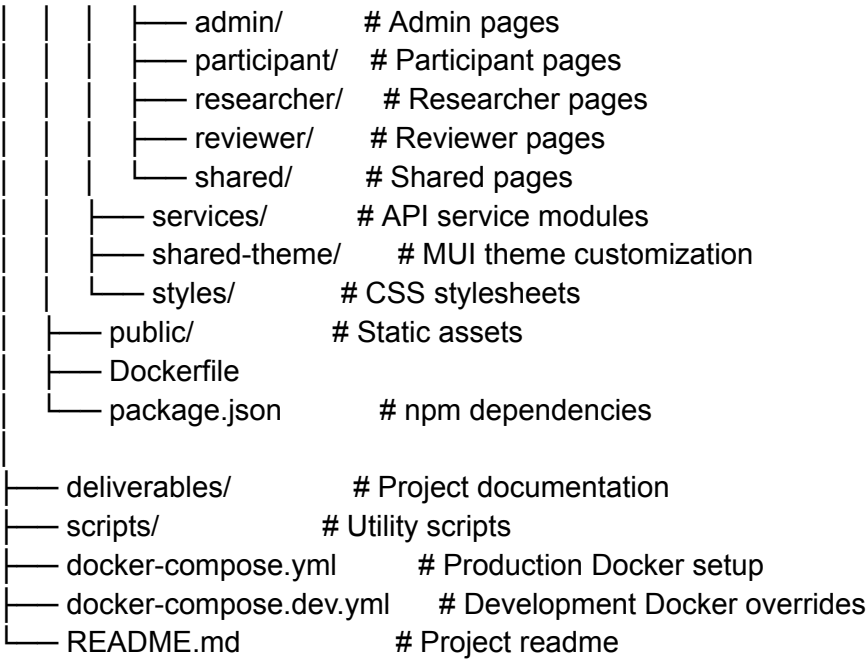 │   │   │   ├── admin/ # Admin pages
│   │   │   ├── participant/ # Participant pages
│   │   │   ├── researcher/ # Researcher pages
│   │   │   ├── reviewer/ # Reviewer pages
│   │   │   └── shared/ # Shared pages
│   │   ├── services/ # API service modules
│   │   ├── shared-theme/ # MUI theme customization
│   │   └── styles/ # CSS stylesheets
│   ├── public/ # Static assets
│   ├── Dockerfile
│   └── package.json # npm dependencies
│
├── deliverables/ # Project documentation
├── scripts/ # Utility scripts
├── docker-compose.yml # Production Docker setup
├── docker-compose.dev.yml # Development Docker overrides
└── README.md # Project readme